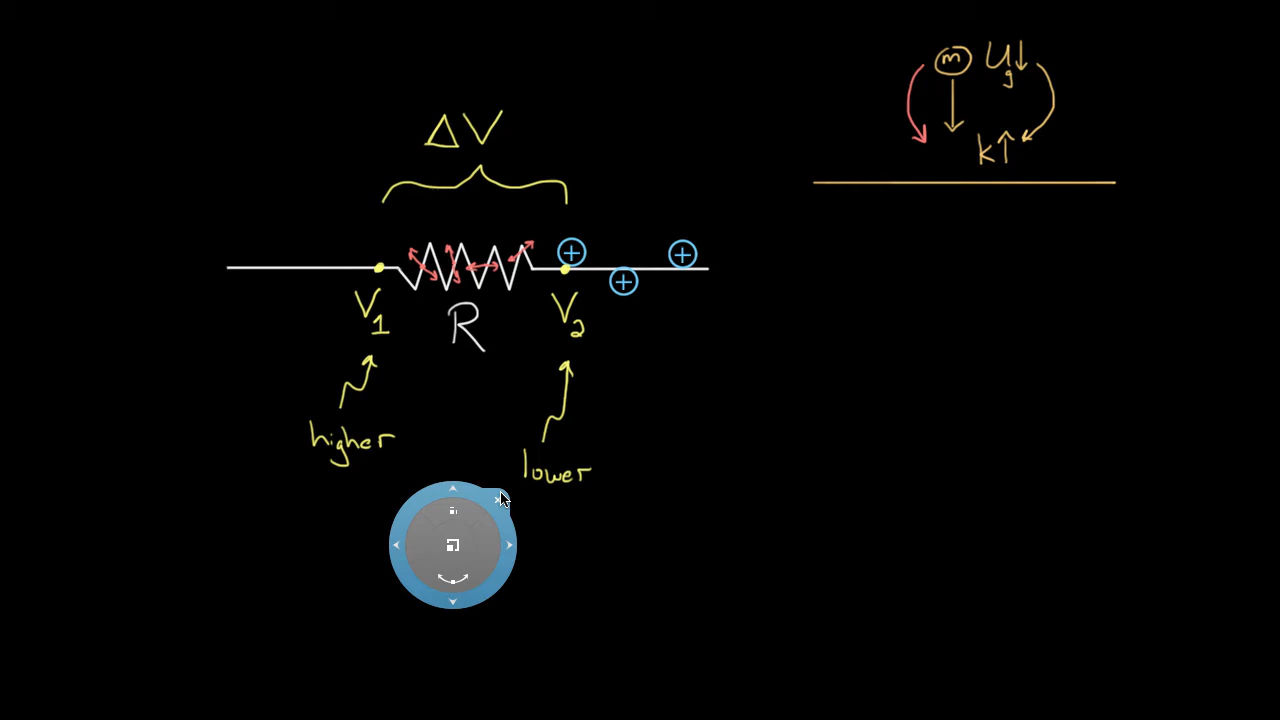 ΔV
V1
R
V2
higher
lower
m Ug↓
k↑
+ + +